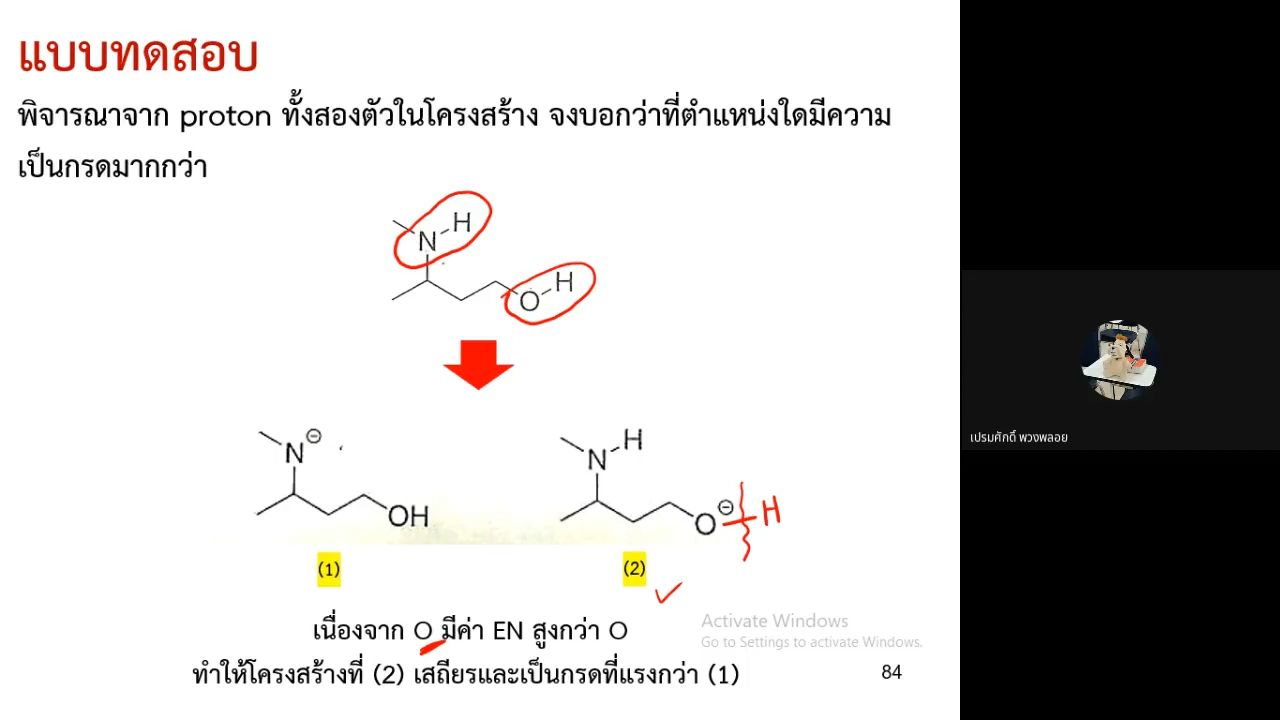 แบบทดสอบ
พิจารณาจาก proton ทั้งสองตัวในโครงสร้าง จงบอกว่าที่ตำแหน่งใดมีความ
เป็นกรดมากกว่า
H
N
H
O
N ⊖
H
N
OH
O ⊖ H
(1)
(2)
เนื่องจาก O มีค่า EN สูงกว่า O
ทำให้โครงสร้างที่ (2) เสถียรและเป็นกรดที่แรงกว่า (1)
84
Activate Windows
Go to Settings to activate Windows.
เปรมศักดิ์ พวงพลอย